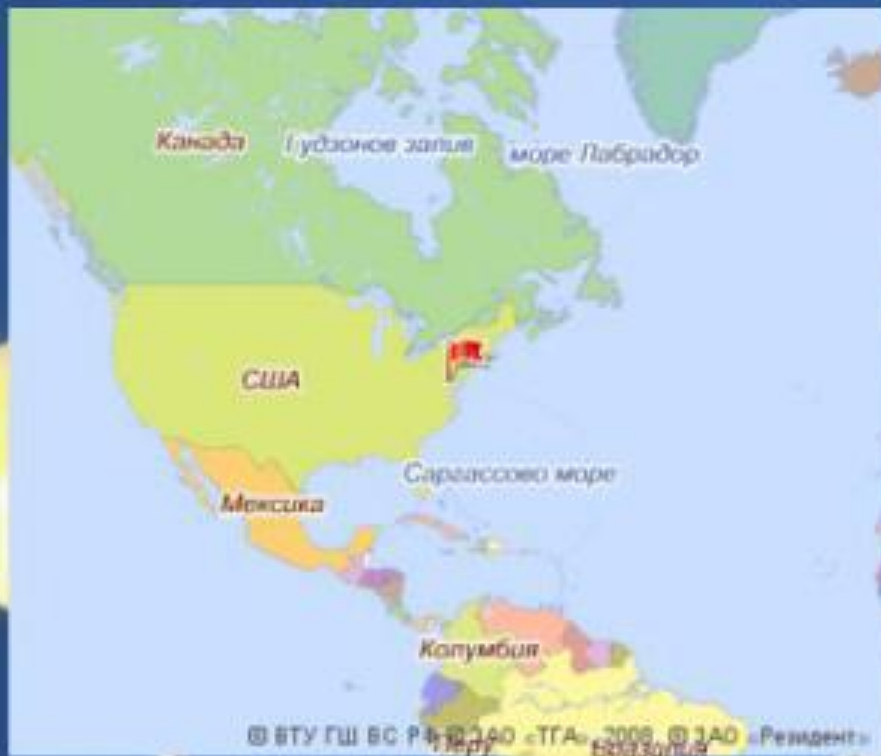 Канада
Гудзонов залив
море Лабрадор
США
Саргассово море
Мексика
Колумбия
© ВТУ ГШ ВС РФ © ЗАО «ТГА», 2008, © ЗАО «Резидент»
Перу